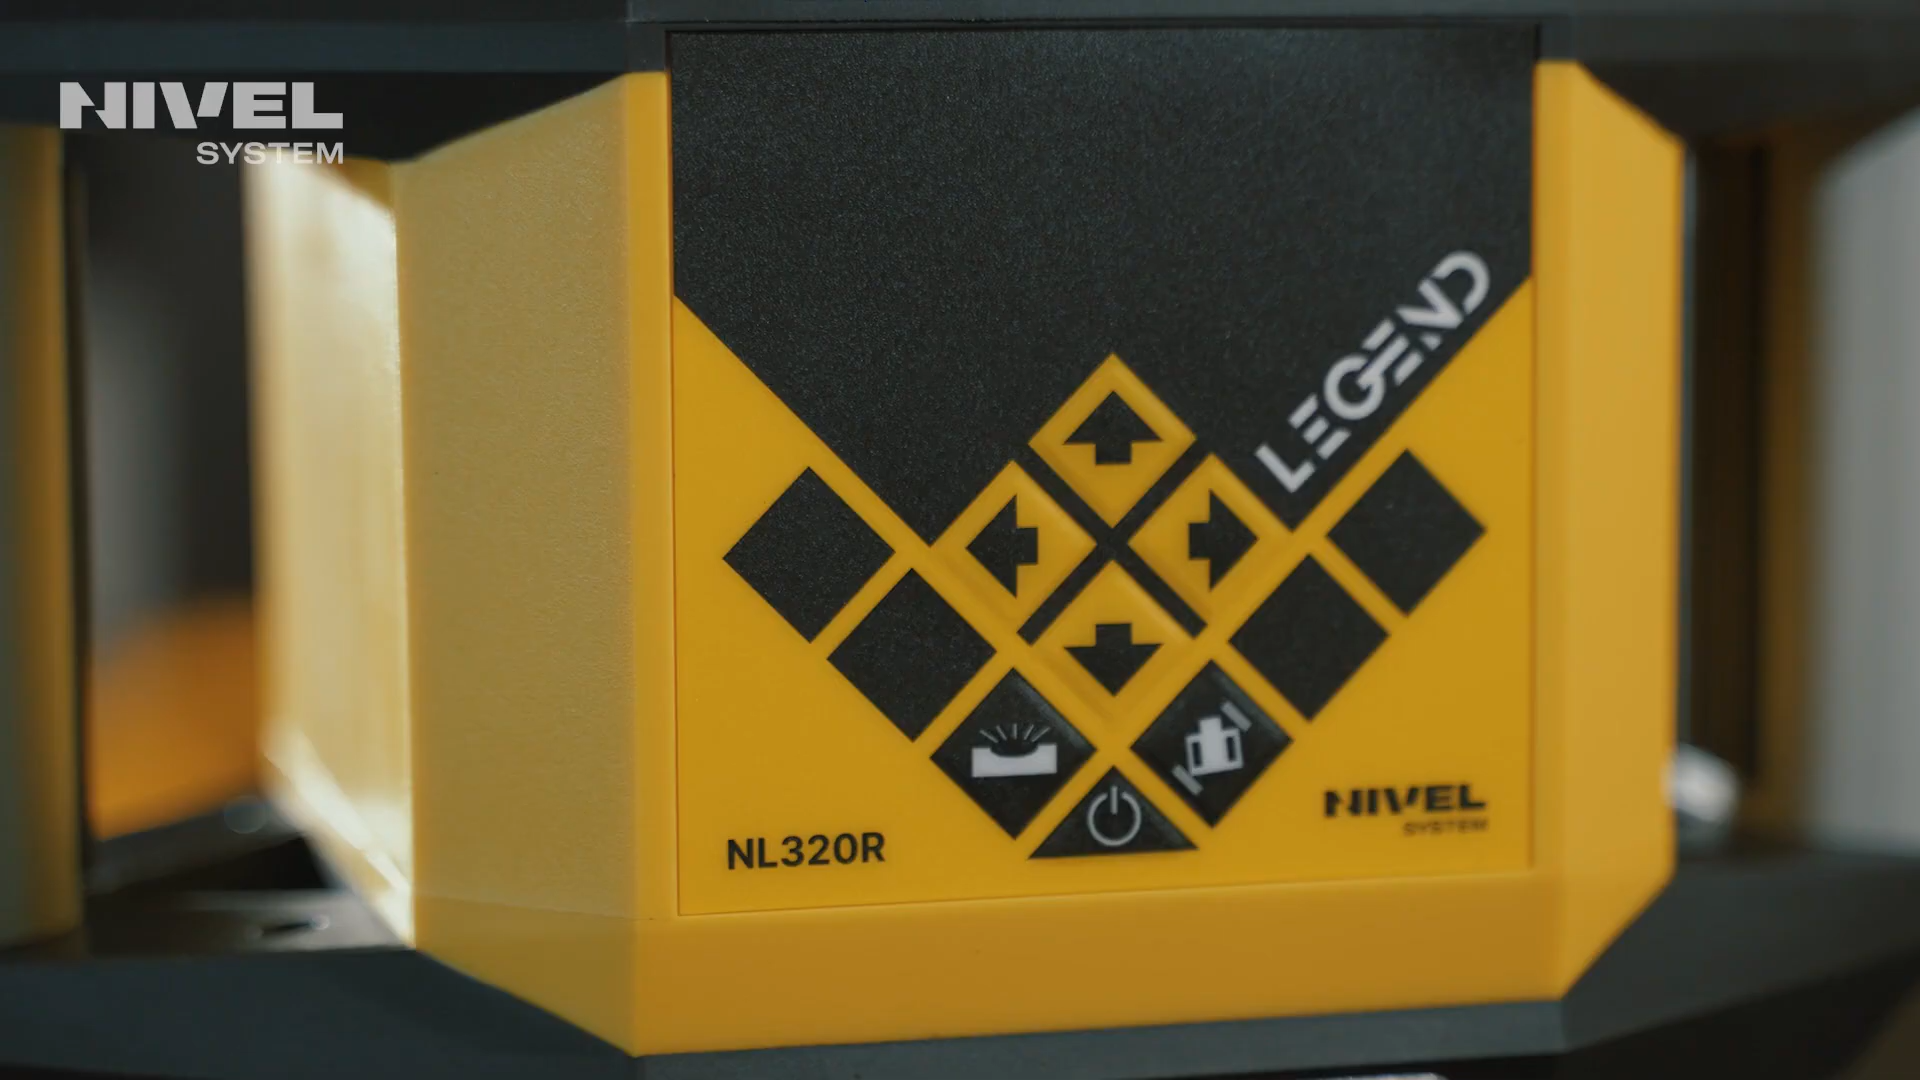 NIVEL
SYSTEM
LEGEND
NL320R
NIVEL
SYSTEM